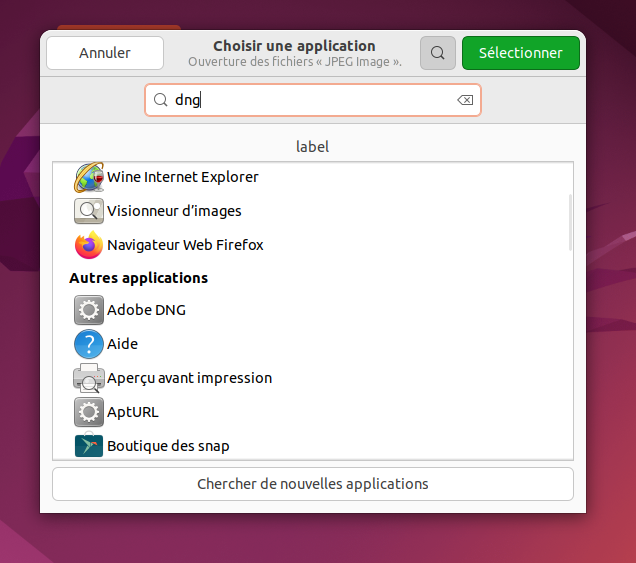 Annuler
Choisir une application
Ouverture des fichiers « JPEG Image ».
Sélectionner
dng
label
Wine Internet Explorer
Visionneur d’images
Navigateur Web Firefox
Autres applications
Adobe DNG
Aide
Aperçu avant impression
AptURL
Boutique des snap
Chercher de nouvelles applications